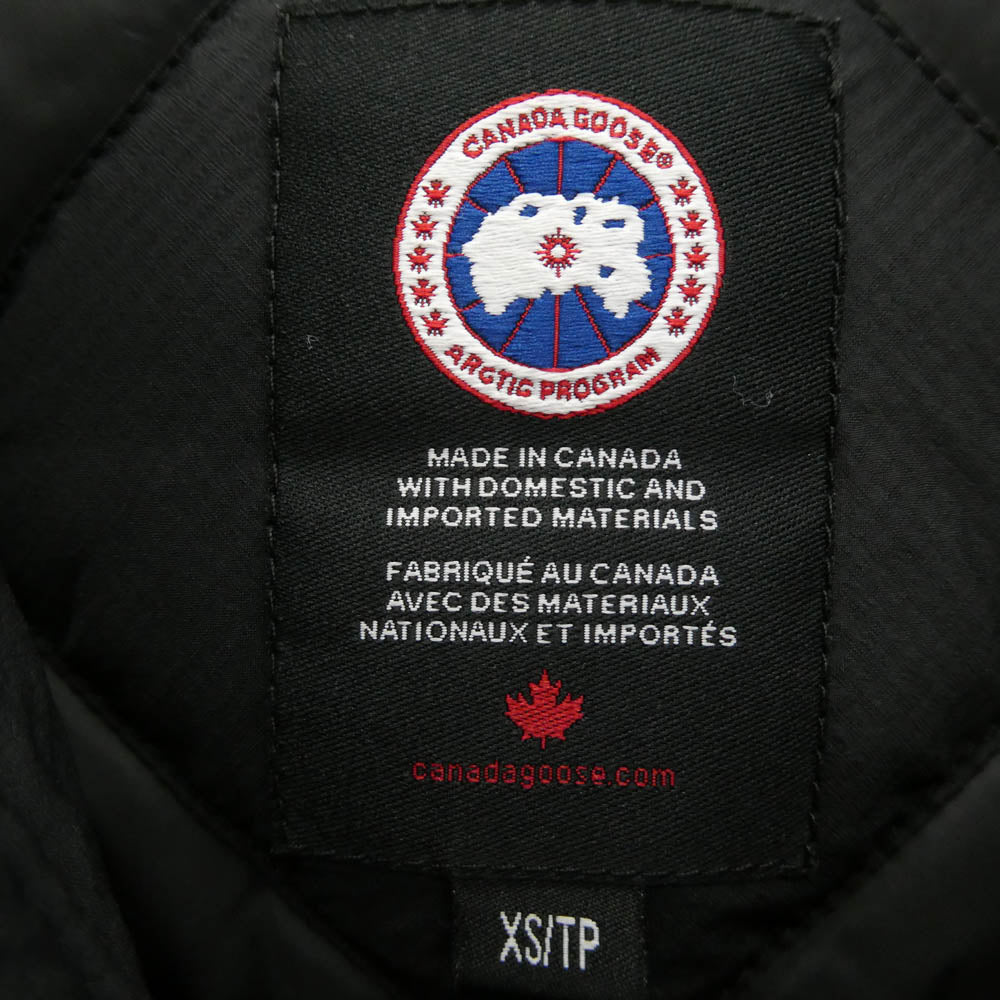 CANADA GOOSE®
ARCTIC PROGRAM
MADE IN CANADA
WITH DOMESTIC AND
IMPORTED MATERIALS
FABRIQUÉ AU CANADA
AVEC DES MATERIAUX
NATIONAUX ET IMPORTÉS
canadagoose.com
XS/TP